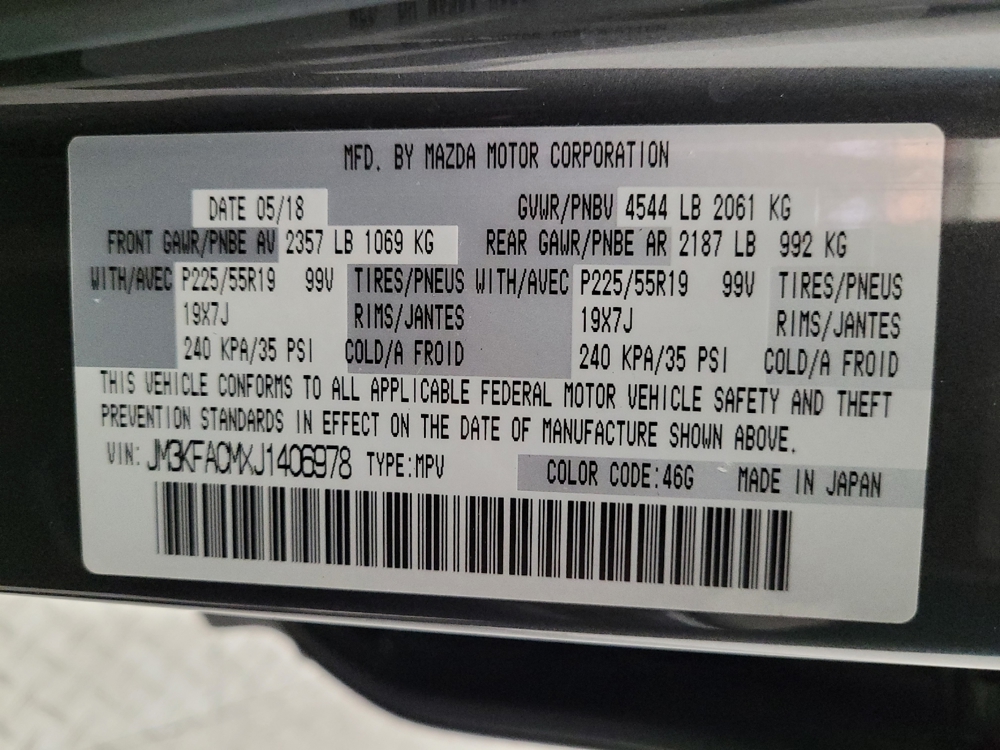 MFD. BY MAZDA MOTOR CORPORATION
DATE 05/18 GVWR/PNBV 4544 LB 2061 KG
FRONT GAWR/PNBE AV 2357 LB 1069 KG REAR GAWR/PNBE AR 2187 LB 992 KG
WITH/AVEC P225/55R19 99V TIRES/PNEUS WITH/AVEC P225/55R19 99V TIRES/PNEUS
19X7J RIMS/JANTES 19X7J RIMS/JANTES
240 KPA/35 PSI COLD/A FROID 240 KPA/35 PSI COLD/A FROID
THIS VEHICLE CONFORMS TO ALL APPLICABLE FEDERAL MOTOR VEHICLE SAFETY AND THEFT
PREVENTION STANDARDS IN EFFECT ON THE DATE OF MANUFACTURE SHOWN ABOVE.
VIN: JM3KFACMXJ1406978 TYPE:MPV COLOR CODE:46G MADE IN JAPAN